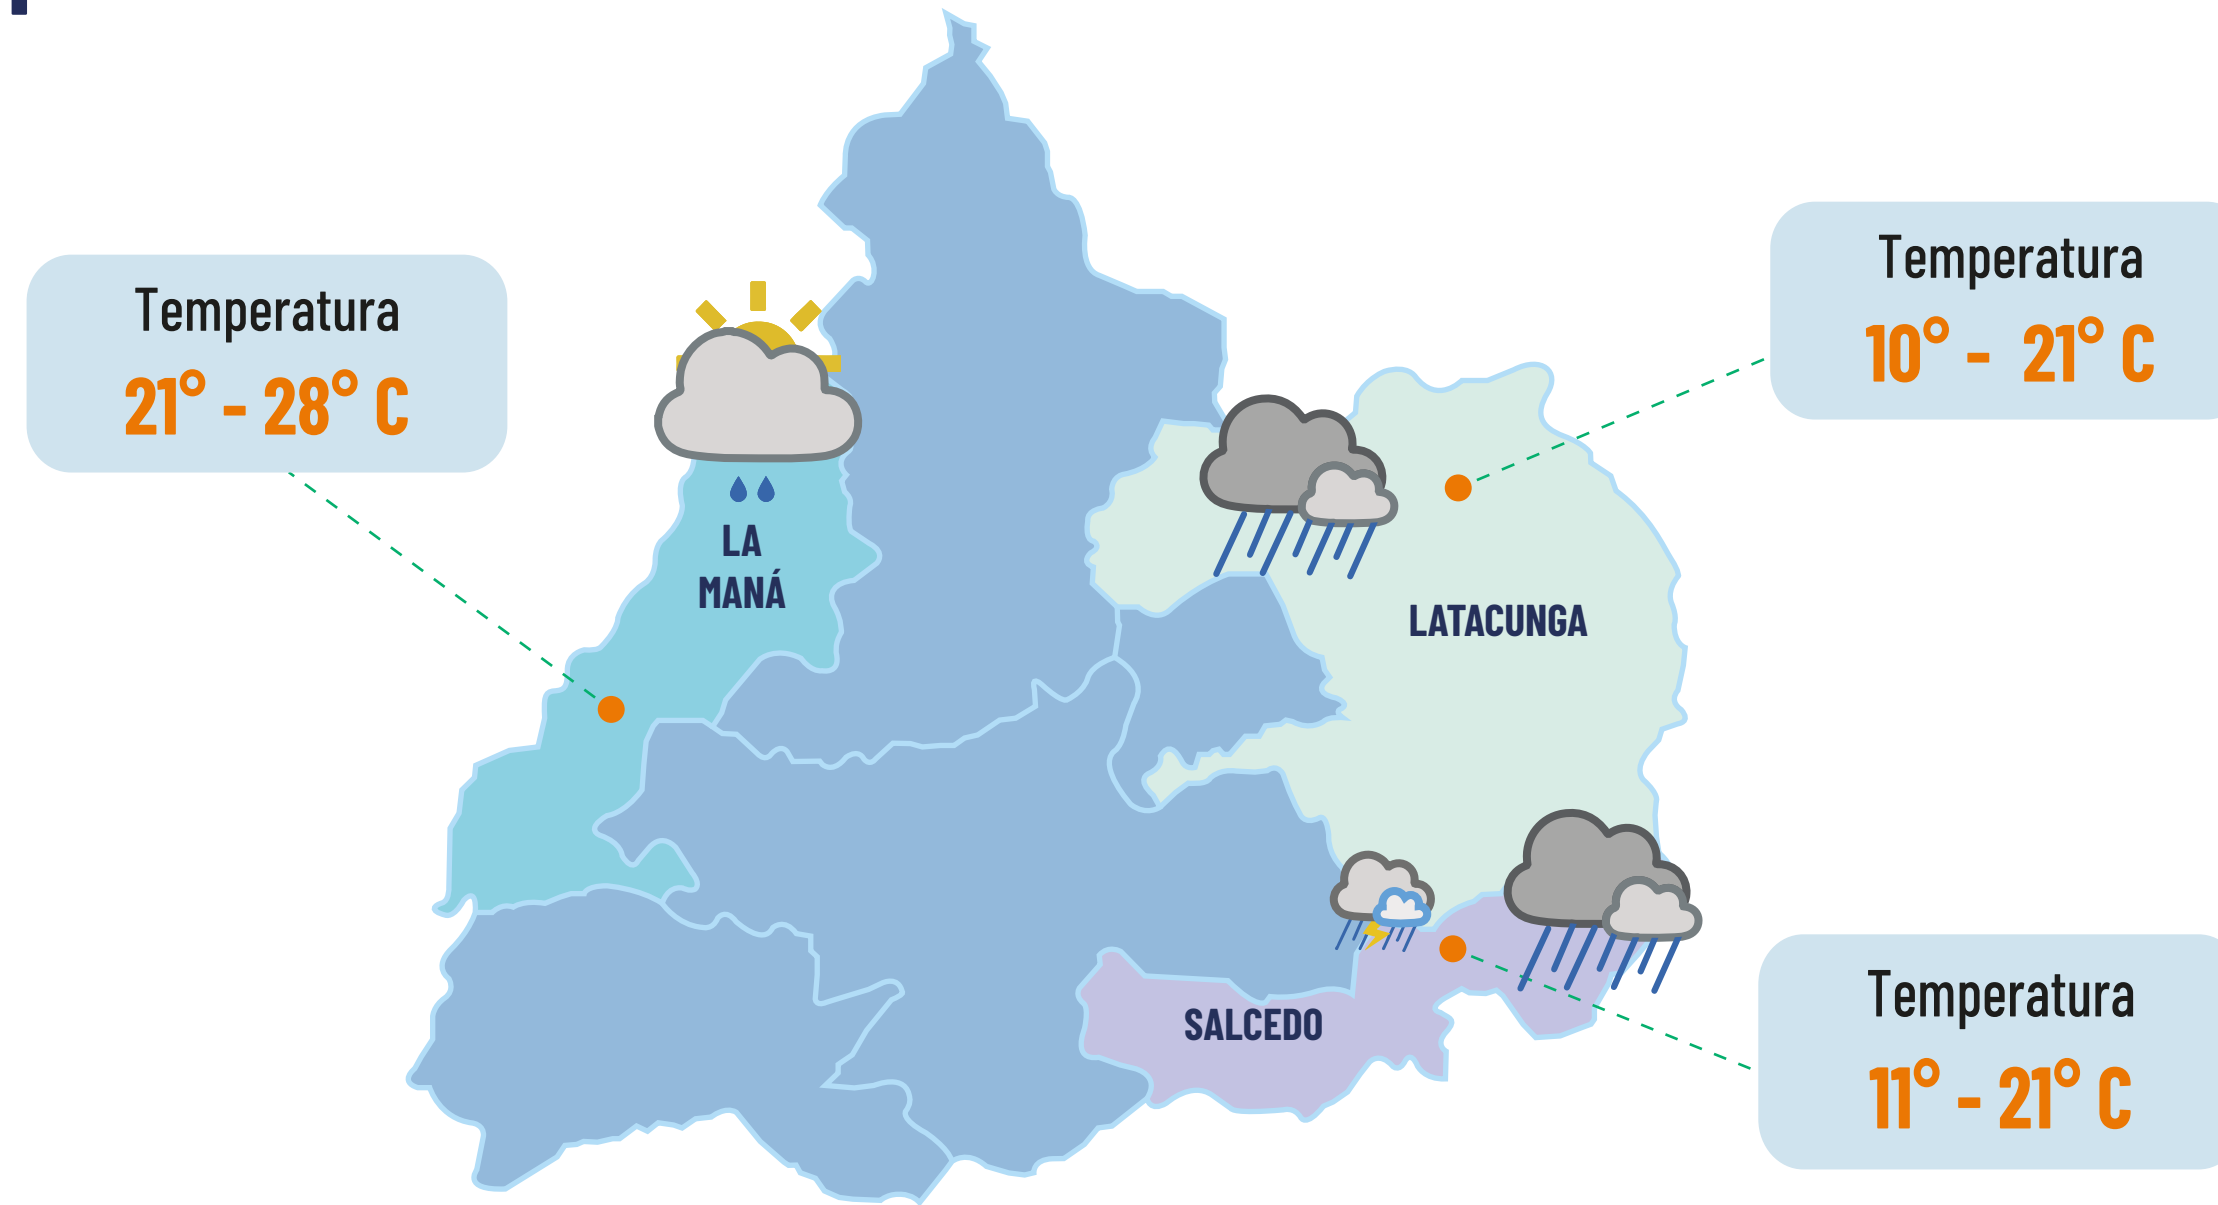 Temperatura
21° - 28° C
LA
MANÁ
Temperatura
10° - 21° C
LATACUNGA
SALCEDO
Temperatura
11° - 21° C